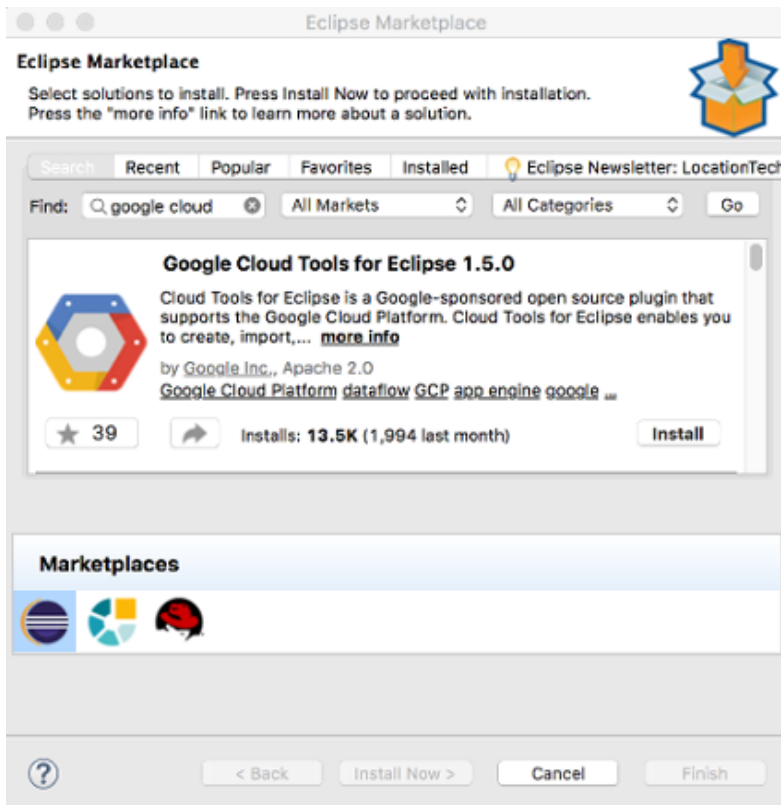 Eclipse Marketplace
Eclipse Marketplace
Select solutions to install. Press Install Now to proceed with installation.
Press the "more info" link to learn more about a solution.
Search Recent Popular Favorites Installed Eclipse Newsletter: LocationTech
Find: google cloud All Markets All Categories Go
Google Cloud Tools for Eclipse 1.5.0
Cloud Tools for Eclipse is a Google-sponsored open source plugin that
supports the Google Cloud Platform. Cloud Tools for Eclipse enables you
to create, import,... more info
by Google Inc., Apache 2.0
Google Cloud Platform dataflow GCP app engine google ...
39 Installs: 13.5K (1,994 last month) Install
Marketplaces
? < Back Install Now > Cancel Finish